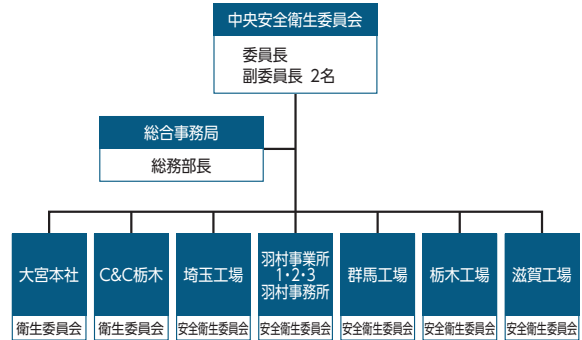 中央安全衛生委員会
委員長
副委員長 2名
総合事務局
総務部長
大宮本社
衛生委員会
C&C栃木
衛生委員会
埼玉工場
安全衛生委員会
羽村事業所
1・2・3
羽村事務所
安全衛生委員会
群馬工場
安全衛生委員会
栃木工場
安全衛生委員会
滋賀工場
安全衛生委員会